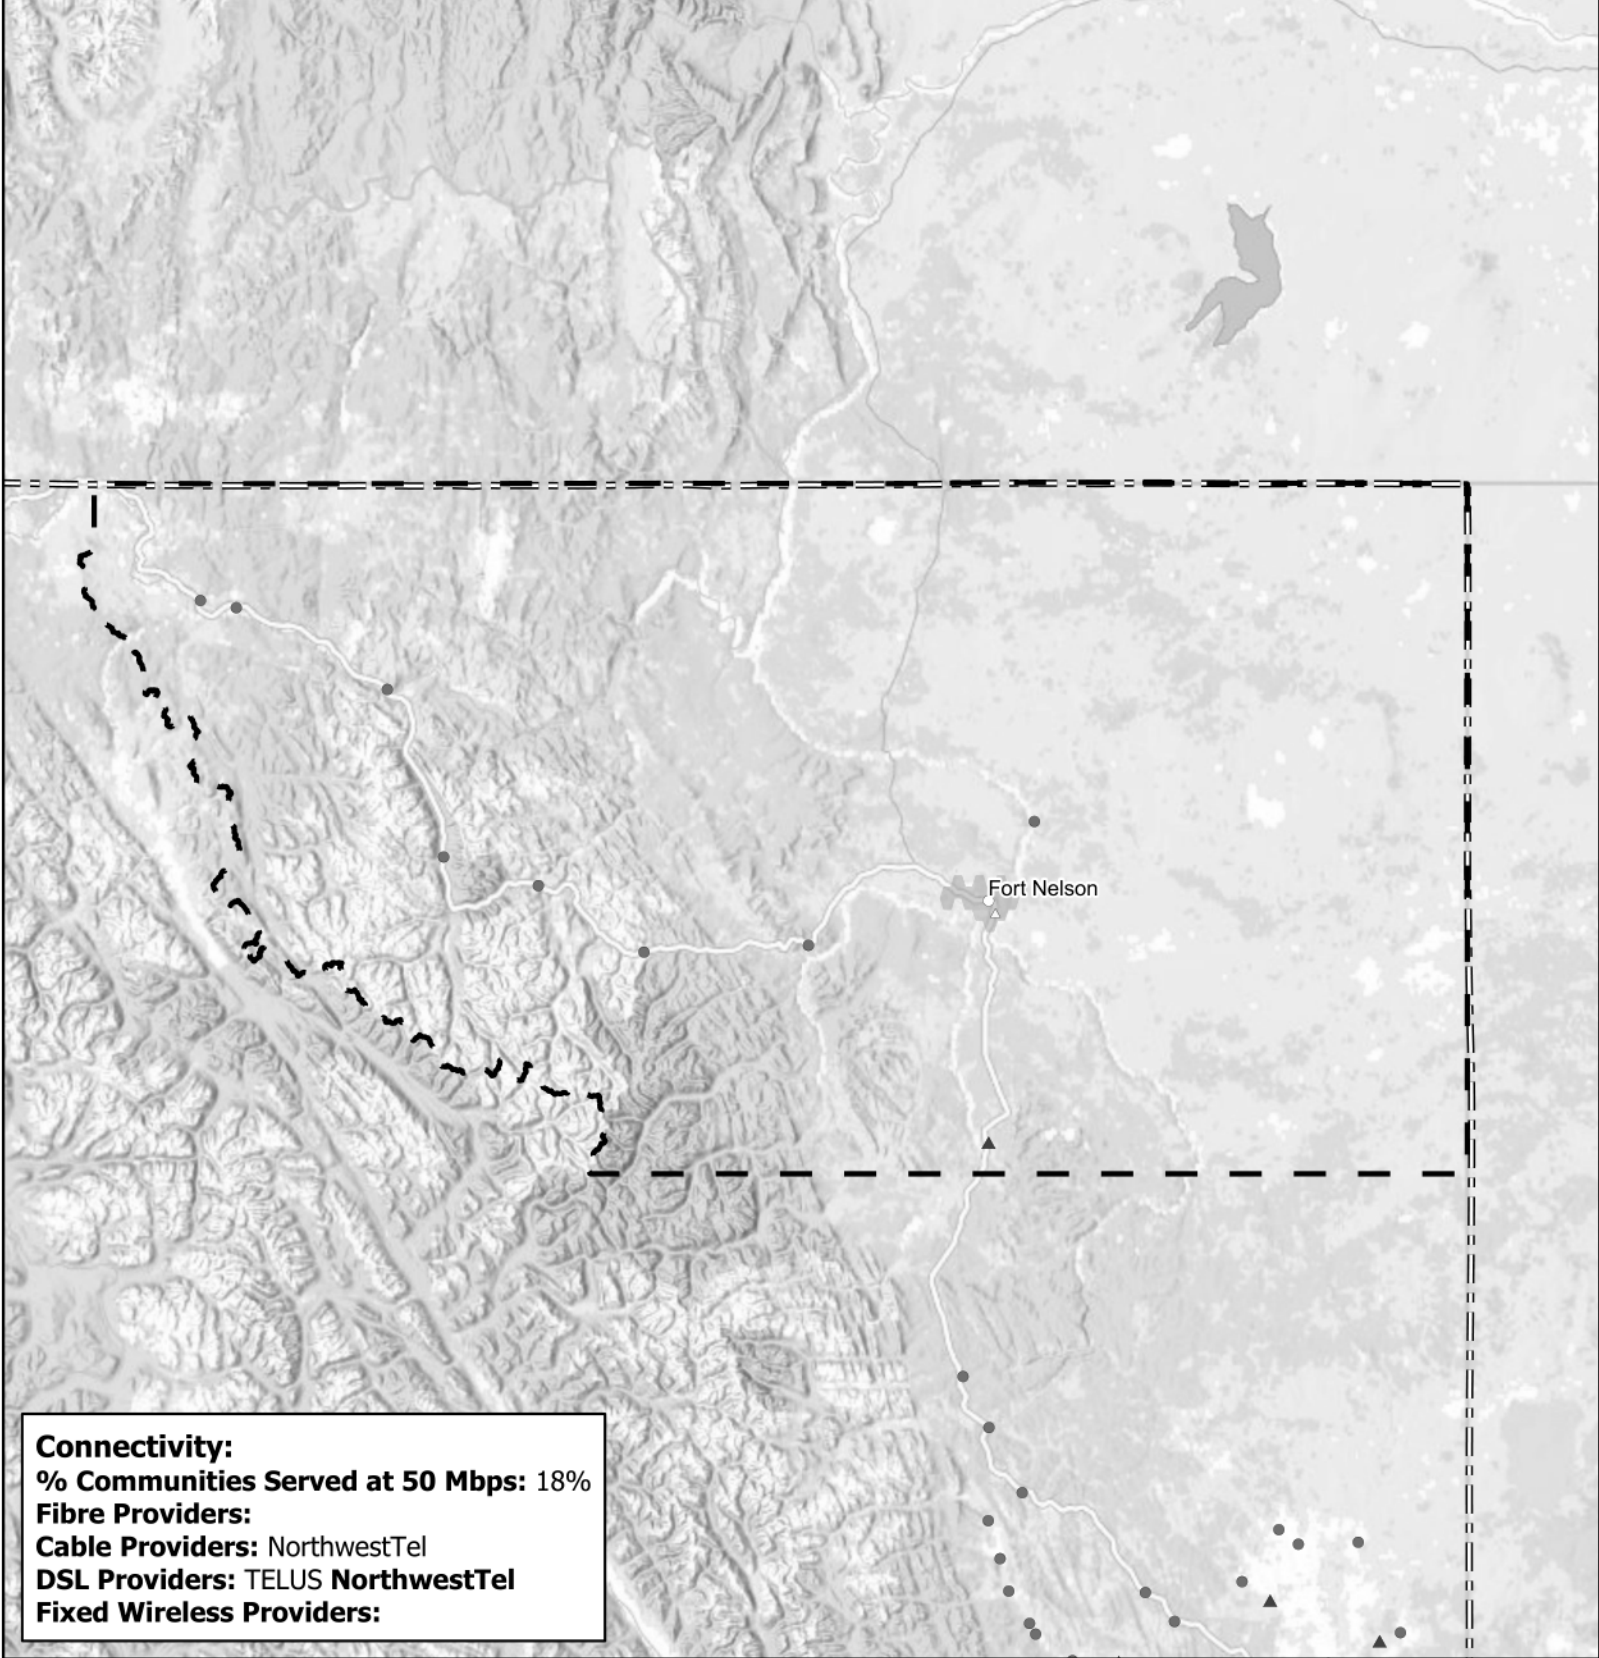 Fort Nelson
Connectivity:
% Communities Served at 50 Mbps: 18%
Fibre Providers:
Cable Providers: NorthwestTel
DSL Providers: TELUS NorthwestTel
Fixed Wireless Providers: